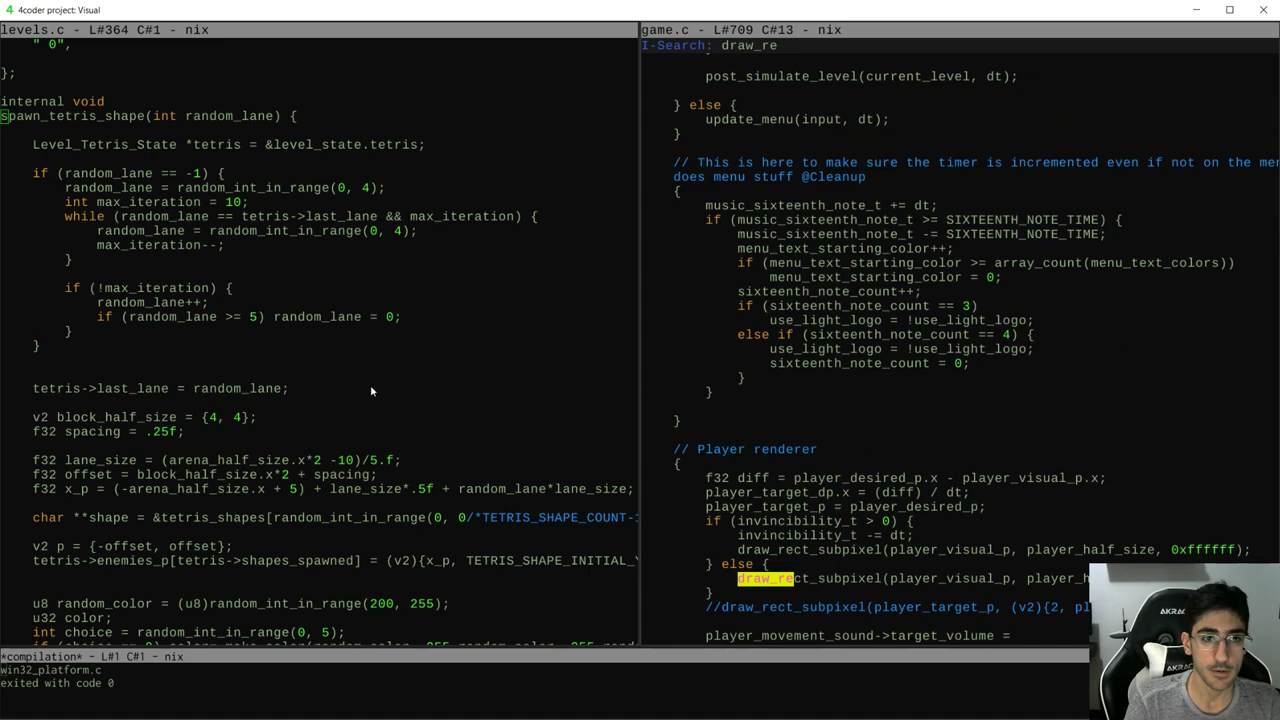 4 4coder project: Visual
levels.c - L#364 C#1 - nix
" 0",
};
internal void
spawn_tetris_shape(int random_lane) {
Level_Tetris_State *tetris = &level_state.tetris;
if (random_lane == -1) {
random_lane = random_int_in_range(0, 4);
int max_iteration = 10;
while (random_lane == tetris->last_lane && max_iteration) {
random_lane = random_int_in_range(0, 4);
max_iteration--;
}
if (!max_iteration) {
random_lane++;
if (random_lane >= 5) random_lane = 0;
}
}
tetris->last_lane = random_lane;
v2 block_half_size = {4, 4};
f32 spacing = .25f;
f32 lane_size = (arena_half_size.x*2 -10)/5.f;
f32 offset = block_half_size.x*2 + spacing;
f32 x_p = (-arena_half_size.x + 5) + lane_size*.5f + random_lane*lane_size;
char **shape = &tetris_shapes[random_int_in_range(0, 0/*TETRIS_SHAPE_COUNT-
v2 p = {-offset, offset};
tetris->enemies_p[tetris->shapes_spawned] = (v2){x_p, TETRIS_SHAPE_INITIAL_
u8 random_color = (u8)random_int_in_range(200, 255);
u32 color;
int choice = random_int_in_range(0, 5);
game.c - L#709 C#13 - nix
I-Search: draw_re
post_simulate_level(current_level, dt);
} else {
update_menu(input, dt);
}
// This is here to make sure the timer is incremented even if not on the
does menu stuff @Cleanup
{
music_sixteenth_note_t += dt;
if (music_sixteenth_note_t >= SIXTEENTH_NOTE_TIME) {
music_sixteenth_note_t -= SIXTEENTH_NOTE_TIME;
menu_text_starting_color++;
if (menu_text_starting_color >= array_count(menu_text_colors))
menu_text_starting_color = 0;
sixteenth_note_count++;
if (sixteenth_note_count == 3)
use_light_logo = !use_light_logo;
else if (sixteenth_note_count == 4) {
use_light_logo = !use_light_logo;
sixteenth_note_count = 0;
}
}
}
// Player renderer
{
f32 diff = player_desired_p.x - player_visual_p.x;
player_target_dp.x = (diff) / dt;
player_target_p = player_desired_p;
if (invincibility_t > 0) {
invincibility_t -= dt;
draw_rect_subpixel(player_visual_p, player_half_size, 0xffffff);
} else {
draw_rect_subpixel(player_visual_p, player_h
}
//draw_rect_subpixel(player_target_p, (v2){2, pl
player_movement_sound->target_volume =
*compilation* - L#1 C#1 - nix
win32_platform.c
exited with code 0
AKRAC